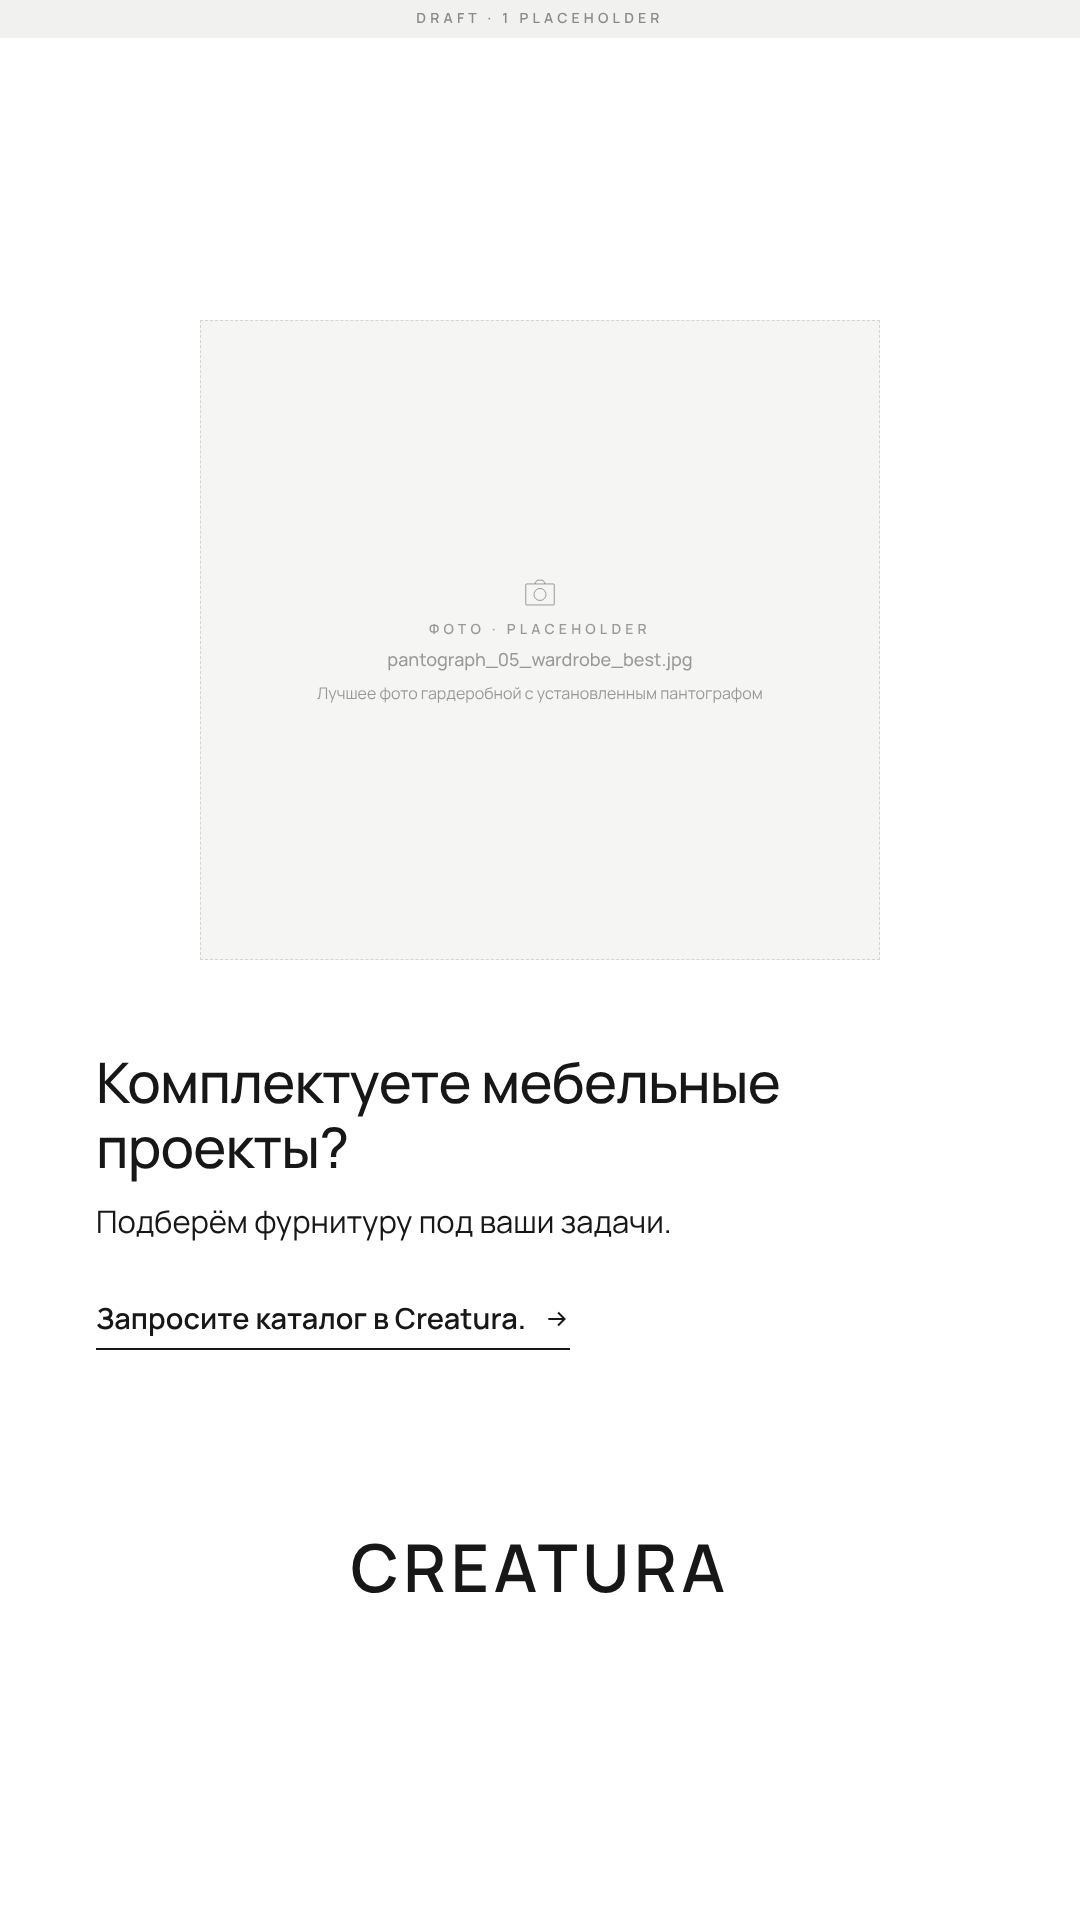 DRAFT · 1 PLACEHOLDER
ФОТО · PLACEHOLDER
pantograph_05_wardrobe_best.jpg
Лучшее фото гардеробной с установленным пантографом
Комплектуете мебельные
проекты?
Подберём фурнитуру под ваши задачи.
Запросите каталог в Creatura. →
CREATURA